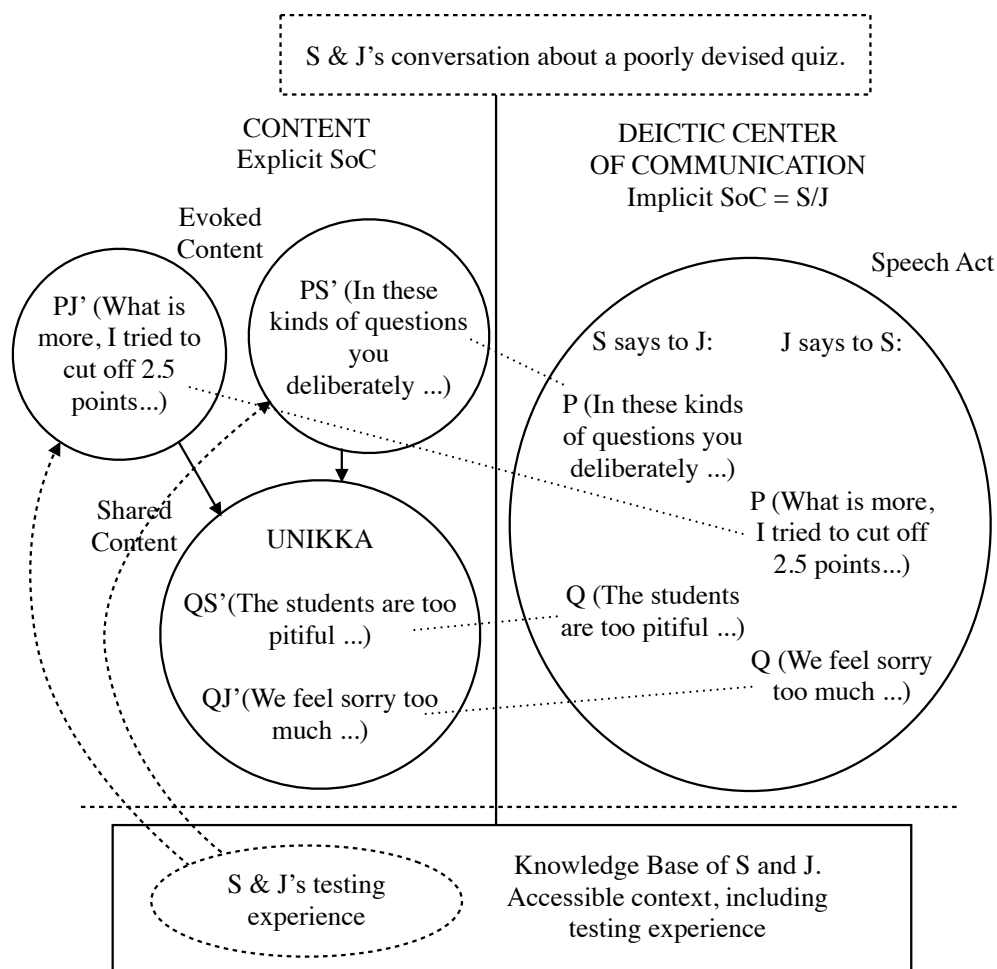 S & J’s conversation about a poorly devised quiz.
CONTENT
Explicit SoC
DEICTIC CENTER
OF COMMUNICATION
Implicit SoC = S/J
Evoked
Content
Speech Act
PJ’ (What is
more, I tried to
cut off 2.5
points...)
PS’ (In these
kinds of questions
you
deliberately ...)
S says to J:
J says to S:
P (In these kinds
of questions you
deliberately ...)
P (What is more,
I tried to cut off
2.5 points...)
Shared
Content
UNIKKA
QS’(The students are too
pitiful ...)
QJ’(We feel sorry too
much ...)
Q (The students
are too pitiful ...)
Q (We feel sorry
too much ...)
S & J’s testing
experience
Knowledge Base of S and J.
Accessible context, including
testing experience